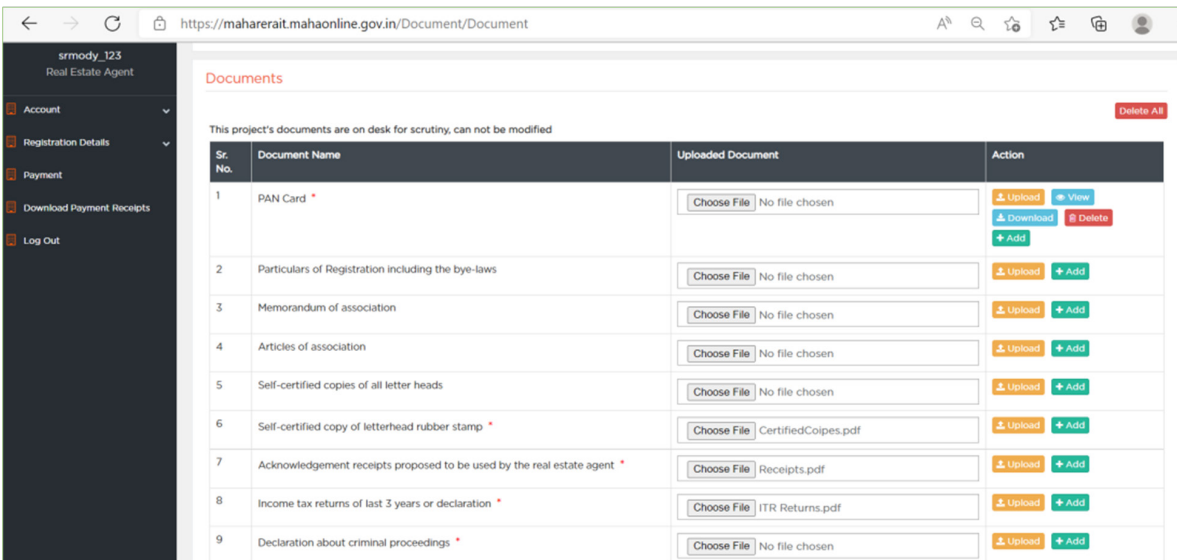 https://maharerait.mahaonline.gov.in/Document/Document
srmody_123
Real Estate Agent
Account
Registration Details
Payment
Download Payment Receipts
Log Out
Documents
Delete All
This project's documents are on desk for scrutiny, can not be modified
Sr. No. Document Name Uploaded Document Action
1 PAN Card * Choose File No file chosen Upload View
Download Delete
+ Add
2 Particulars of Registration including the bye-laws Choose File No file chosen Upload + Add
3 Memorandum of association Choose File No file chosen Upload + Add
4 Articles of association Choose File No file chosen Upload + Add
5 Self-certified copies of all letter heads Choose File No file chosen Upload + Add
6 Self-certified copy of letterhead rubber stamp * Choose File CertifiedCoipes.pdf Upload + Add
7 Acknowledgement receipts proposed to be used by the real estate agent * Choose File Receipts.pdf Upload + Add
8 Income tax returns of last 3 years or declaration * Choose File ITR Returns.pdf Upload + Add
9 Declaration about criminal proceedings * Choose File No file chosen Upload + Add